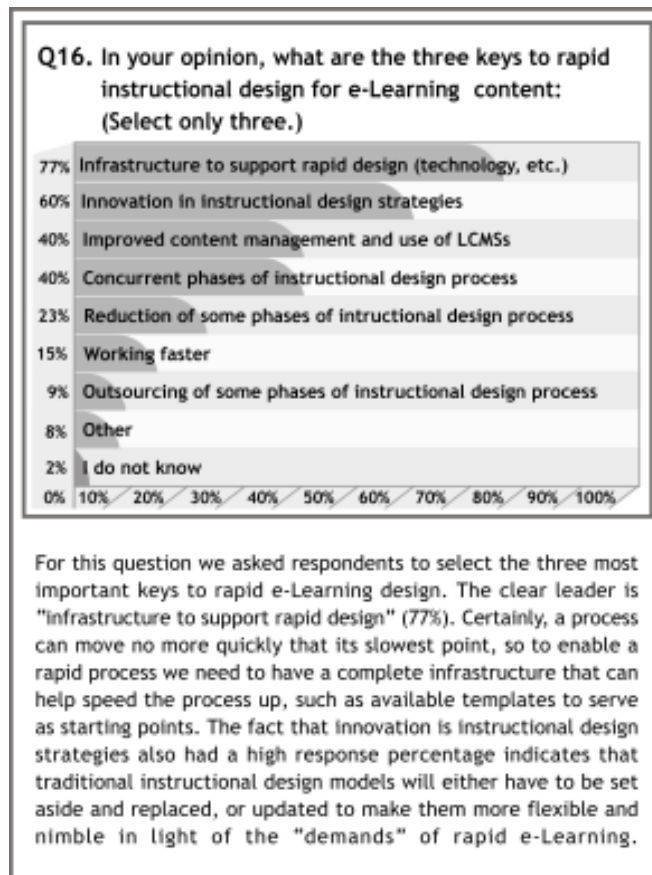 Q16. In your opinion, what are the three keys to rapid
instructional design for e-Learning content:
(Select only three.)
77% Infrastructure to support rapid design (technology, etc.)
60% Innovation in instructional design strategies
40% Improved content management and use of LCMSs
40% Concurrent phases of instructional design process
23% Reduction of some phases of intructional design process
15% Working faster
9% Outsourcing of some phases of instructional design process
8% Other
2% I do not know
0% 10% 20% 30% 40% 50% 60% 70% 80% 90% 100%
For this question we asked respondents to select the three most
important keys to rapid e-Learning design. The clear leader is
"infrastructure to support rapid design" (77%). Certainly, a process
can move no more quickly that its slowest point, so to enable a
rapid process we need to have a complete infrastructure that can
help speed the process up, such as available templates to serve
as starting points. The fact that innovation is instructional design
strategies also had a high response percentage indicates that
traditional instructional design models will either have to be set
aside and replaced, or updated to make them more flexible and
nimble in light of the "demands" of rapid e-Learning.